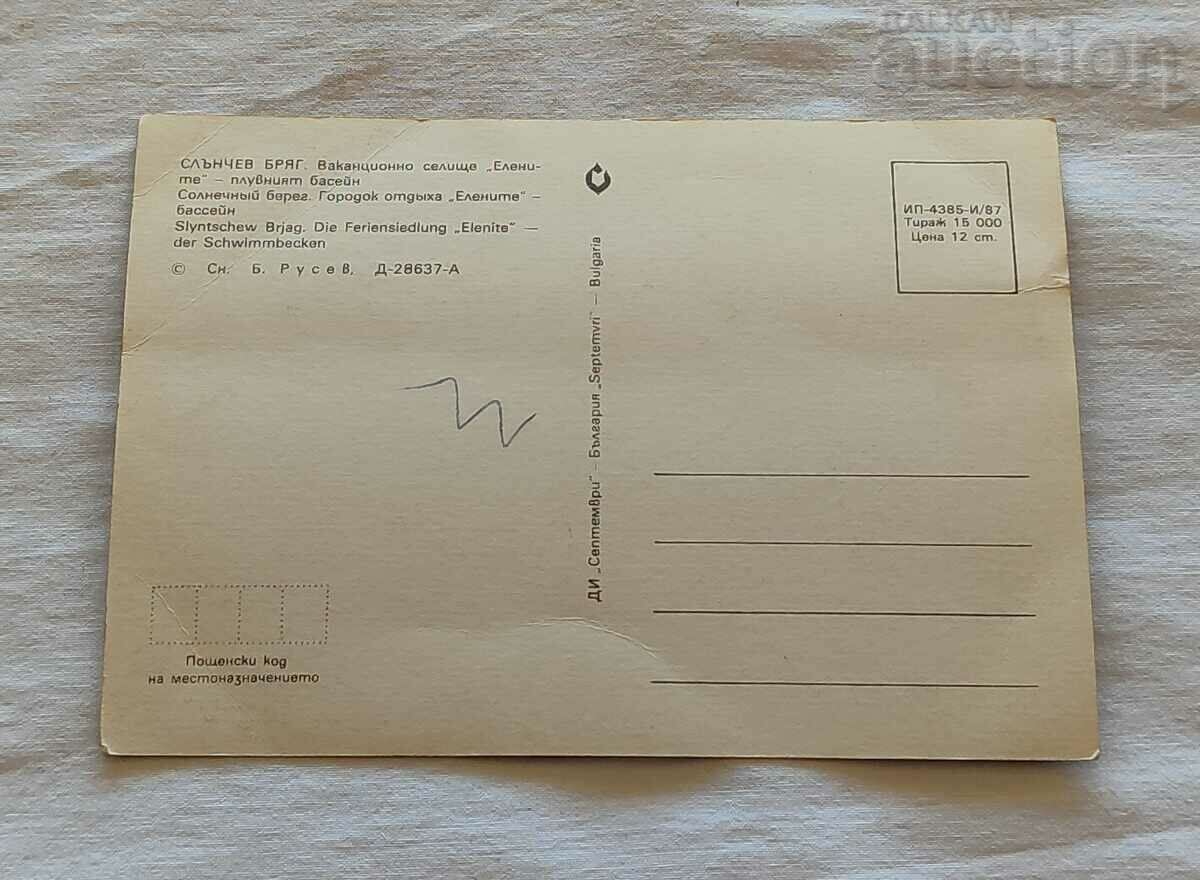 BALKAN
auction
СЛЪНЧЕВ БРЯГ. Ваканционно селище „Елени-
те" – плувният басейн
Солнечный берег. Городок отдыха „Елените" –
бассейн
Slyntschew Brjag. Die Feriensiedlung „Elenite" —
der Schwimmbecken
© Сн. Б. Русев, Д-28637-А
ДИ „Септември" – България „Septemvri" – Bulgaria
ИП-4385-И/87
Тираж 15 000
Цена 12 ст.
Пощенски код
на местоназначението